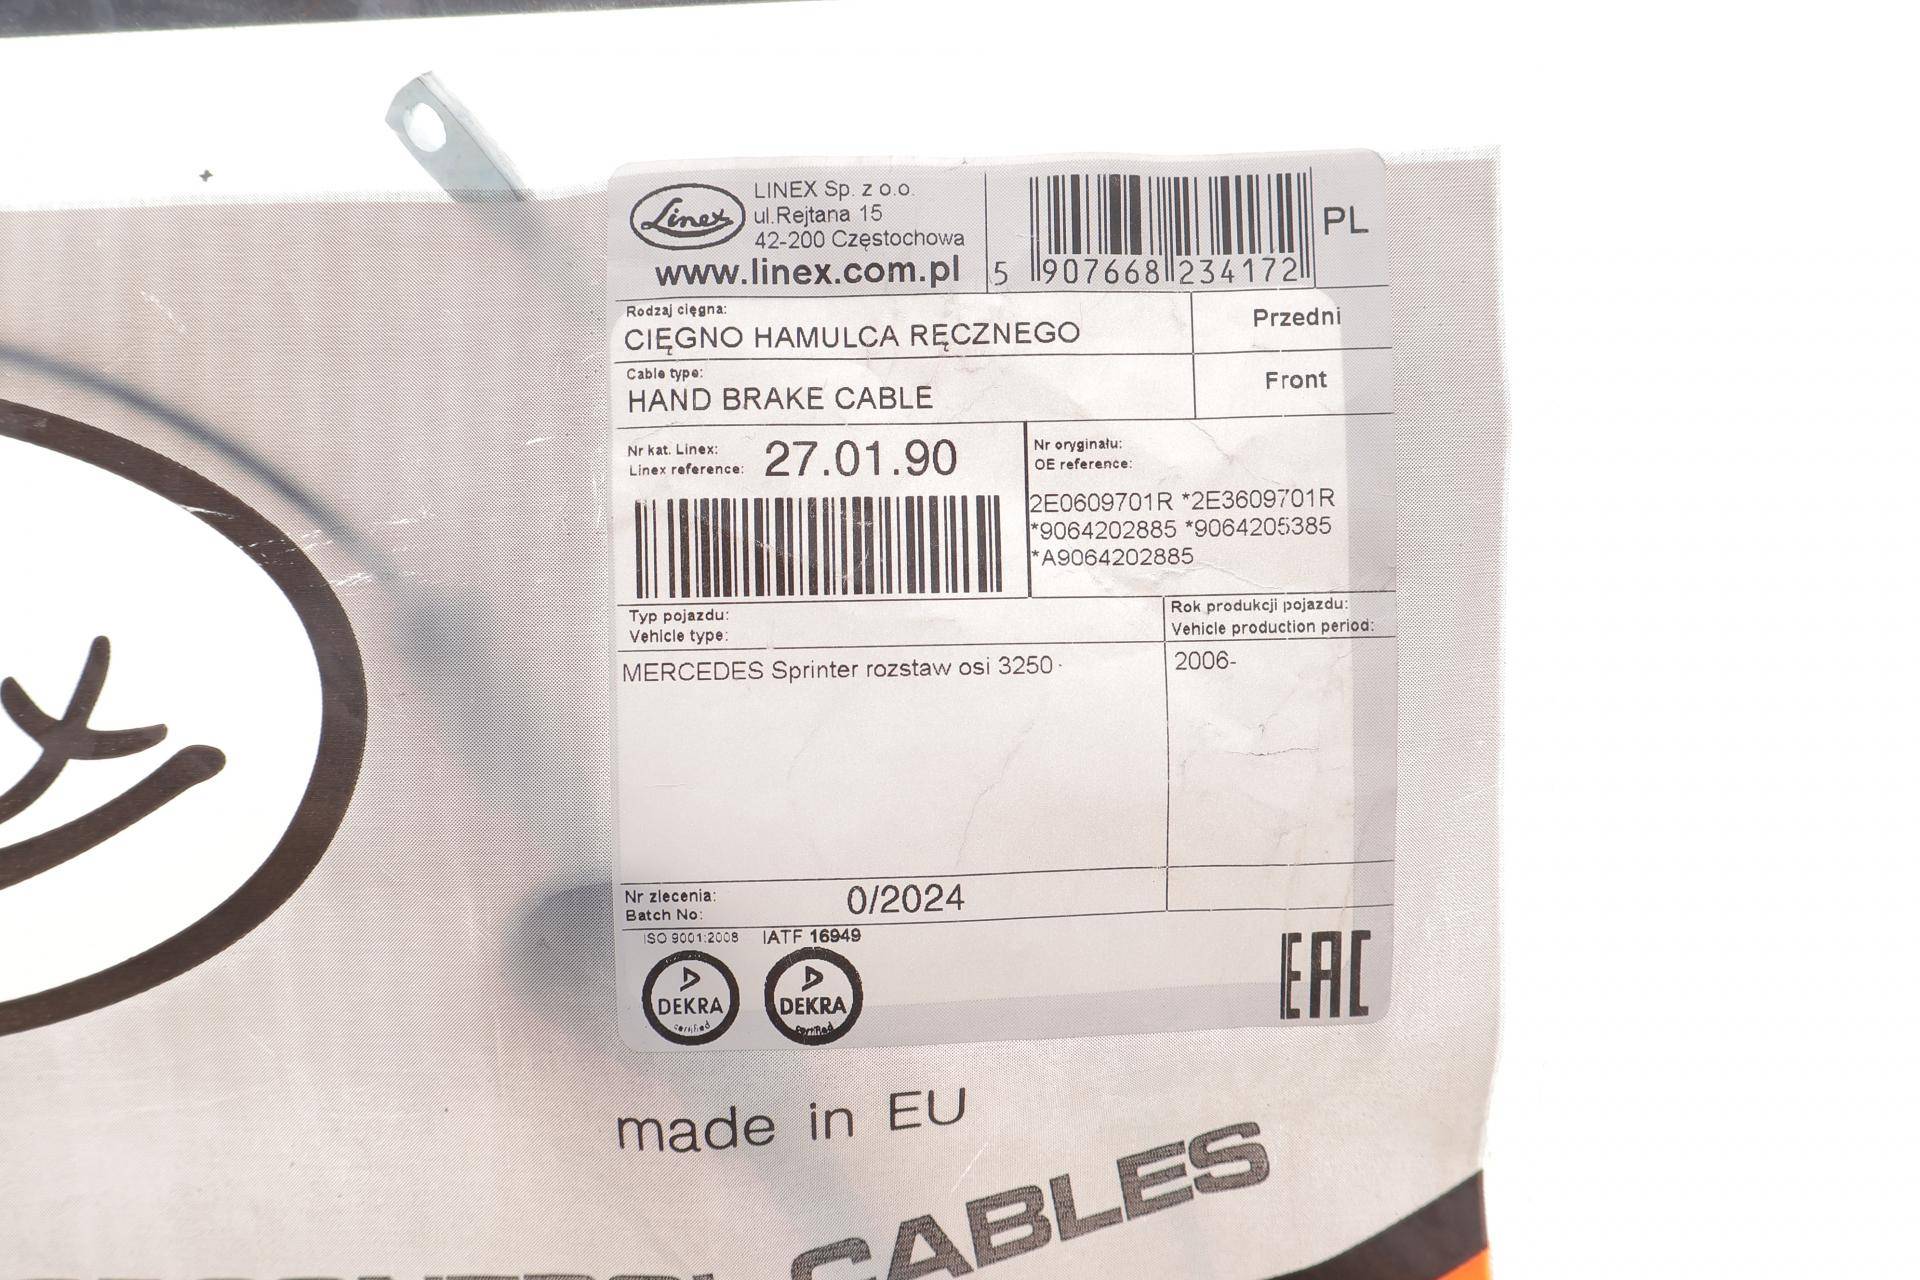 Linex
LINEX Sp. z o.o.
ul.Rejtana 15
42-200 Częstochowa
www.linex.com.pl
5 907668 234172
PL
Rodzaj cięgna:
CIĘGNO HAMULCA RĘCZNEGO
Przedni
Cable type:
HAND BRAKE CABLE
Front
Nr kat. Linex:
Linex reference:
27.01.90
Nr oryginału:
OE reference:
2E0609701R *2E3609701R
*9064202885 *9064205385
*A9064202885
Typ pojazdu:
Vehicle type:
Rok produkcji pojazdu:
Vehicle production period:
MERCEDES Sprinter rozstaw osi 3250
2006-
Nr zlecenia:
Batch No:
0/2024
ISO 9001:2008
IATF 16949
DEKRA
certified
DEKRA
certified
EAC
made in EU
CABLES